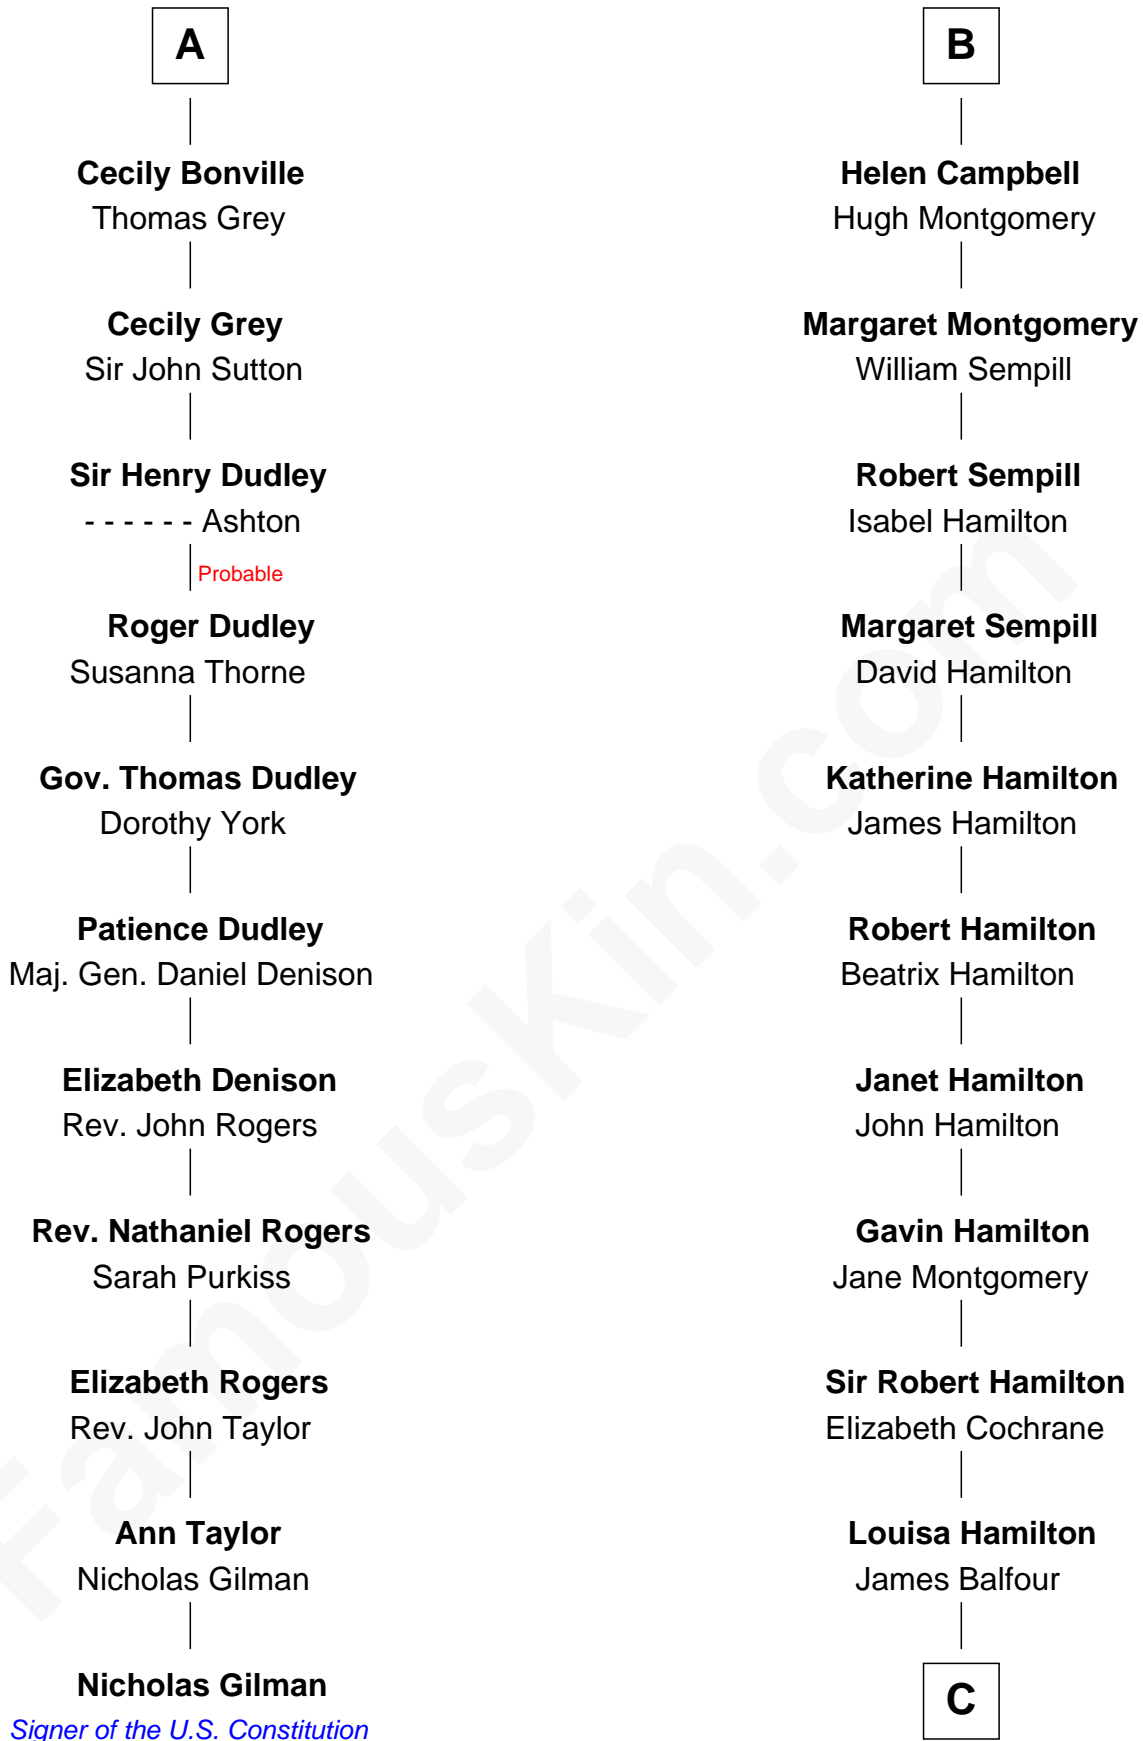 A
Cecily Bonville
Thomas Grey
Cecily Grey
Sir John Sutton
Sir Henry Dudley
- - - - - - Ashton
Probable
Roger Dudley
Susanna Thorne
Gov. Thomas Dudley
Dorothy York
Patience Dudley
Maj. Gen. Daniel Denison
Elizabeth Denison
Rev. John Rogers
Rev. Nathaniel Rogers
Sarah Purkiss
Elizabeth Rogers
Rev. John Taylor
Ann Taylor
Nicholas Gilman
Nicholas Gilman
Signer of the U.S. Constitution
B
Helen Campbell
Hugh Montgomery
Margaret Montgomery
William Sempill
Robert Sempill
Isabel Hamilton
Margaret Sempill
David Hamilton
Katherine Hamilton
James Hamilton
Robert Hamilton
Beatrix Hamilton
Janet Hamilton
John Hamilton
Gavin Hamilton
Jane Montgomery
Sir Robert Hamilton
Elizabeth Cochrane
Louisa Hamilton
James Balfour
C
FamousKin.com